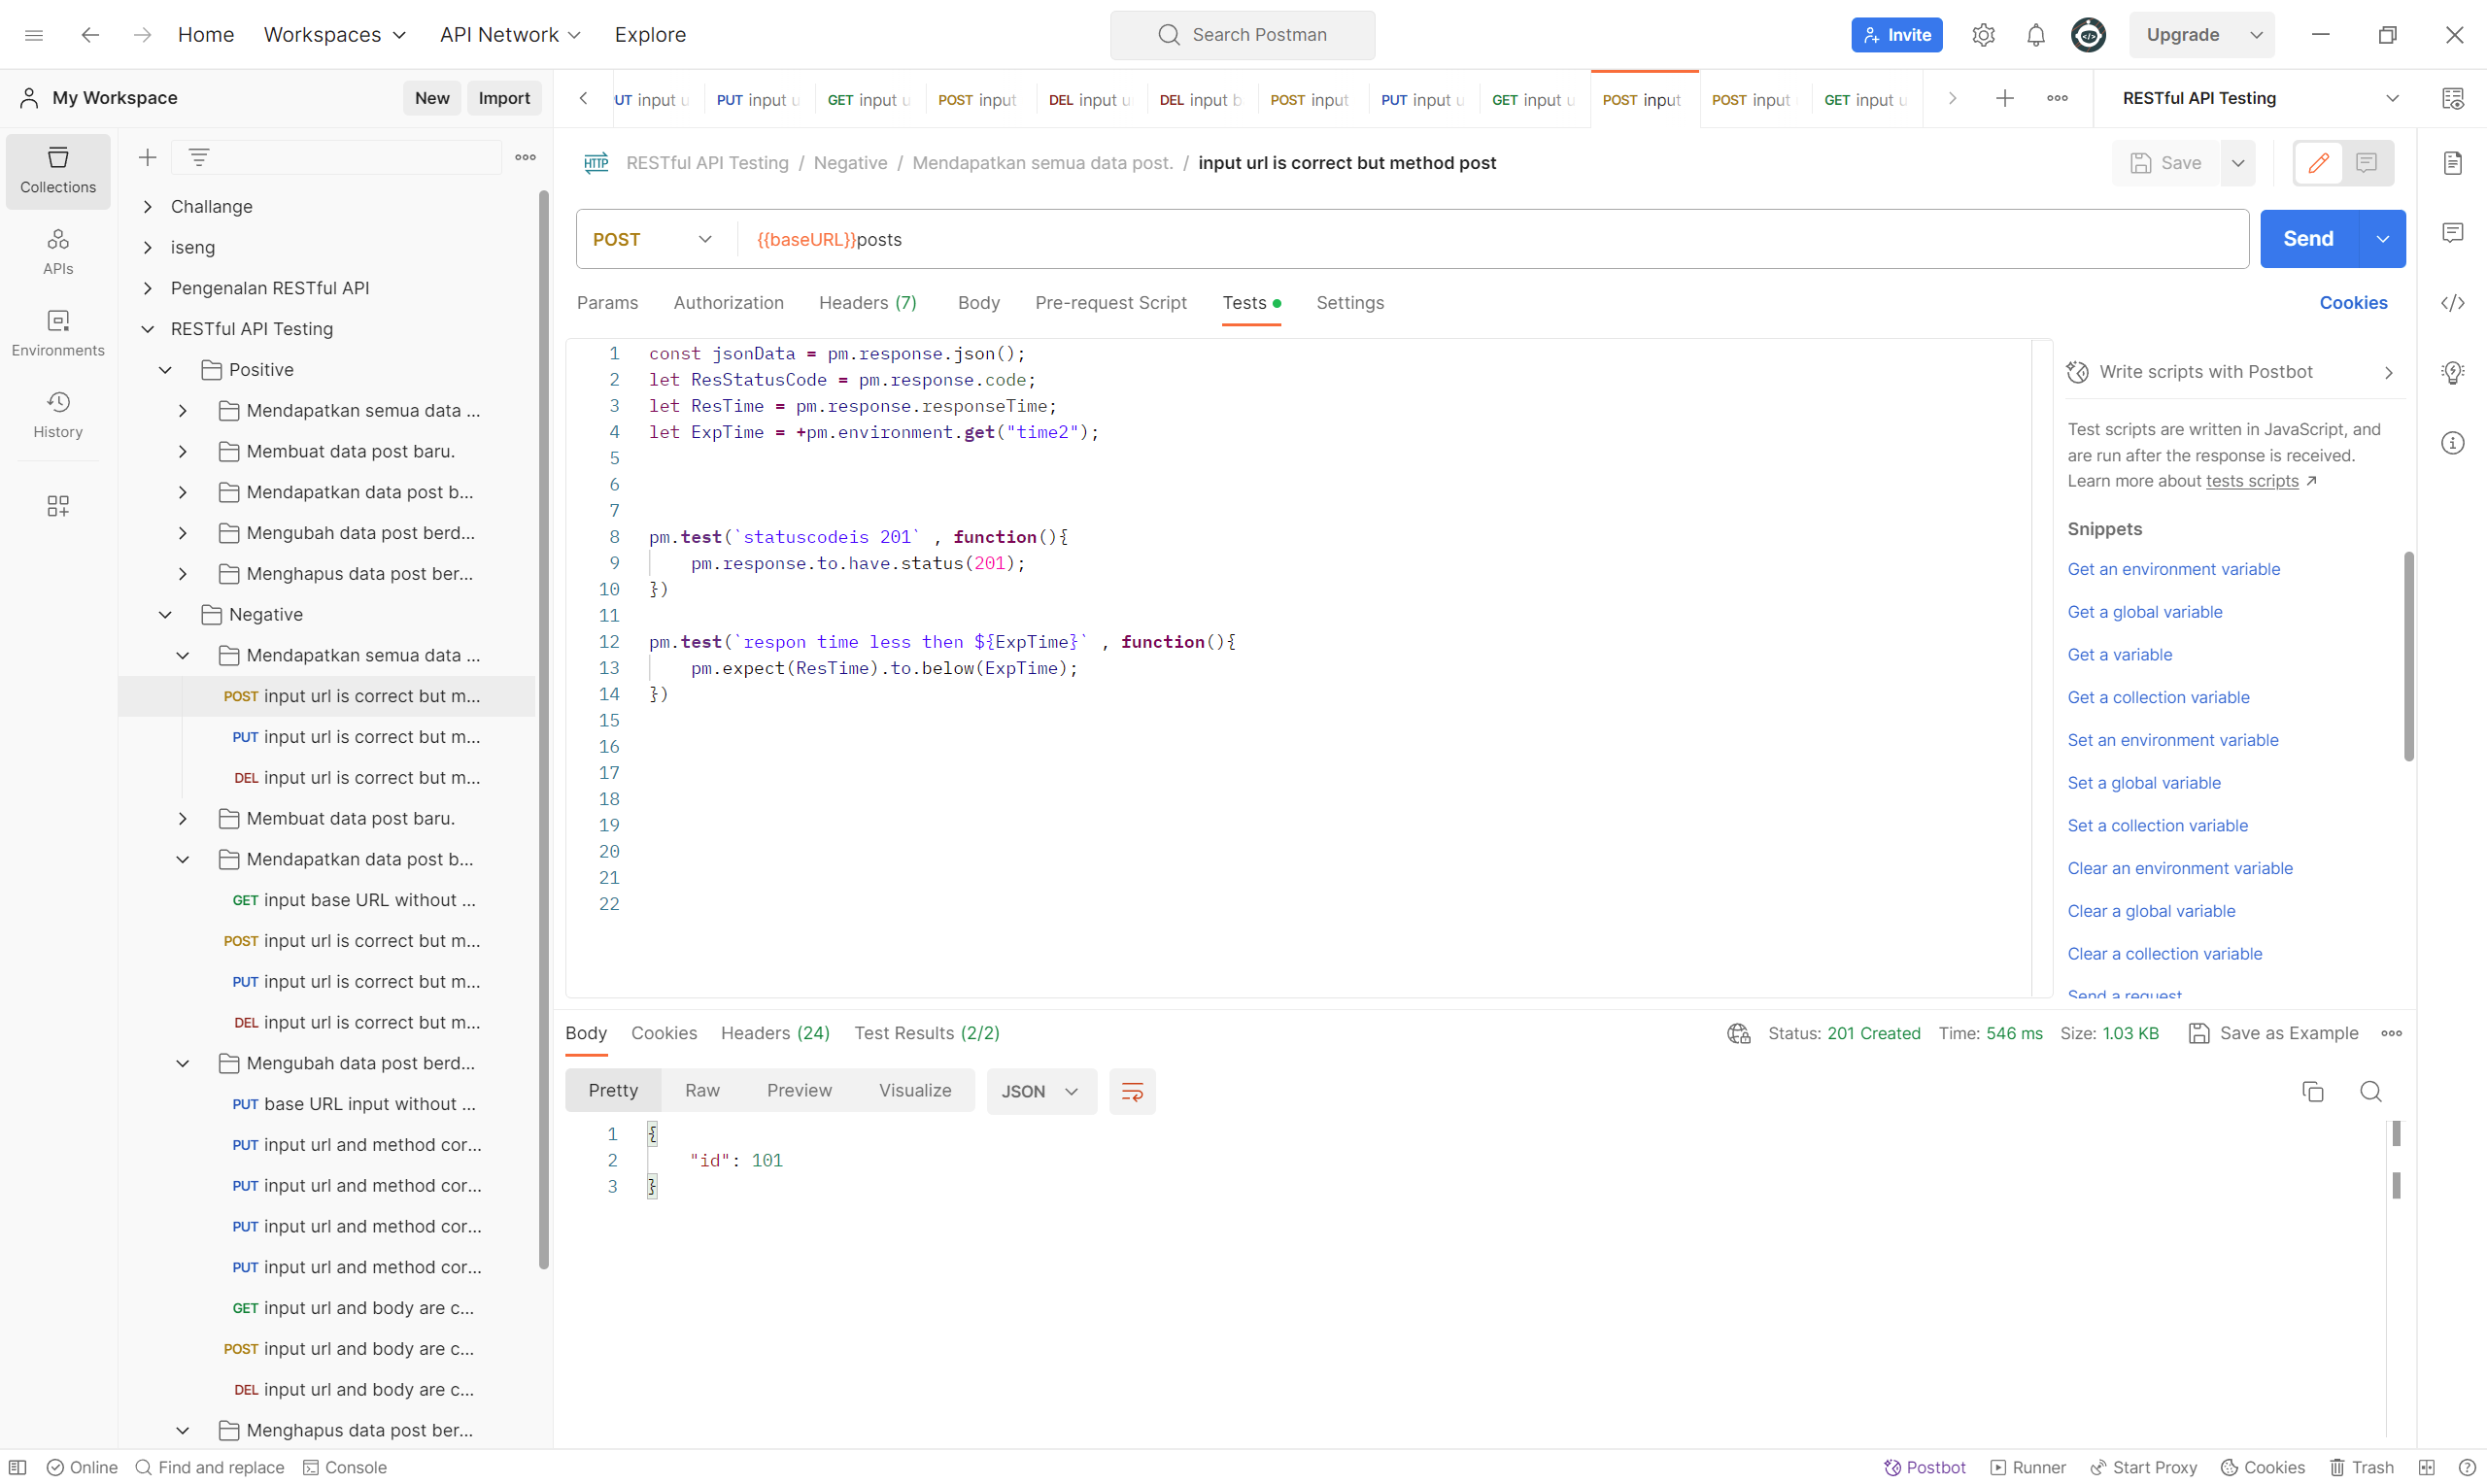 Home Workspaces API Network Explore Search Postman Invite Upgrade
My Workspace New Import
PUT input u PUT input u GET input u POST input DEL input u DEL input b POST input PUT input u GET input u POST input POST input GET input u RESTful API Testing
Collections
APIs
Environments
History
Challange
iseng
Pengenalan RESTful API
RESTful API Testing
Positive
Mendapatkan semua data ...
Membuat data post baru.
Mendapatkan data post b...
Mengubah data post berd...
Menghapus data post ber...
Negative
Mendapatkan semua data ...
POST input url is correct but m...
PUT input url is correct but m...
DEL input url is correct but m...
Membuat data post baru.
Mendapatkan data post b...
GET input base URL without ...
POST input url is correct but m...
PUT input url is correct but m...
DEL input url is correct but m...
Mengubah data post berd...
PUT base URL input without ...
PUT input url and method cor...
PUT input url and method cor...
PUT input url and method cor...
PUT input url and method cor...
GET input url and body are c...
POST input url and body are c...
DEL input url and body are c...
Menghapus data post ber...
HTTP RESTful API Testing / Negative / Mendapatkan semua data post. / input url is correct but method post Save
POST {{baseURL}}posts Send
Params Authorization Headers (7) Body Pre-request Script Tests Settings Cookies
1 const jsonData = pm.response.json();
2 let ResStatusCode = pm.response.code;
3 let ResTime = pm.response.responseTime;
4 let ExpTime = +pm.environment.get("time2");
5
6
7
8 pm.test(`statuscodeis 201` , function(){
9 pm.response.to.have.status(201);
10 })
11
12 pm.test(`respon time less then ${ExpTime}` , function(){
13 pm.expect(ResTime).to.below(ExpTime);
14 })
15
16
17
18
19
20
21
22
Write scripts with Postbot
Test scripts are written in JavaScript, and
are run after the response is received.
Learn more about tests scripts ↗
Snippets
Get an environment variable
Get a global variable
Get a variable
Get a collection variable
Set an environment variable
Set a global variable
Set a collection variable
Clear an environment variable
Clear a global variable
Clear a collection variable
Send a request
Body Cookies Headers (24) Test Results (2/2) Status: 201 Created Time: 546 ms Size: 1.03 KB Save as Example
Pretty Raw Preview Visualize JSON
1 {
2 "id": 101
3 }
Online Find and replace Console Postbot Runner Start Proxy Cookies Trash